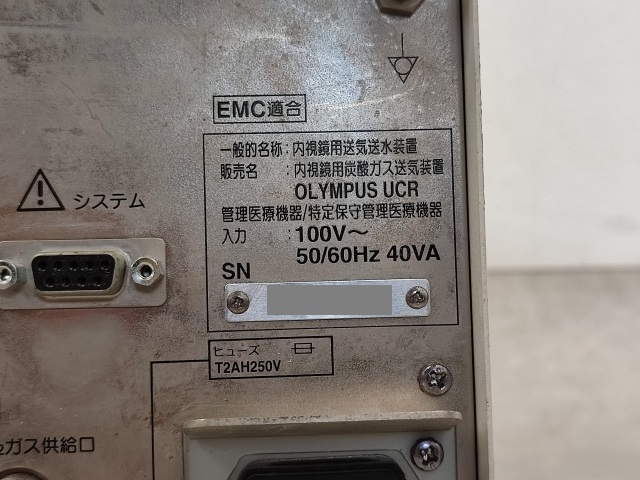 EMC適合
一般的名称：内視鏡用送気送水装置
販売名：内視鏡用炭酸ガス送気装置
OLYMPUS UCR
管理医療機器/特定保守管理医療機器
入力：100V～
50/60Hz 40VA
SN
システム
ヒューズ
T2AH250V
₂ガス供給口